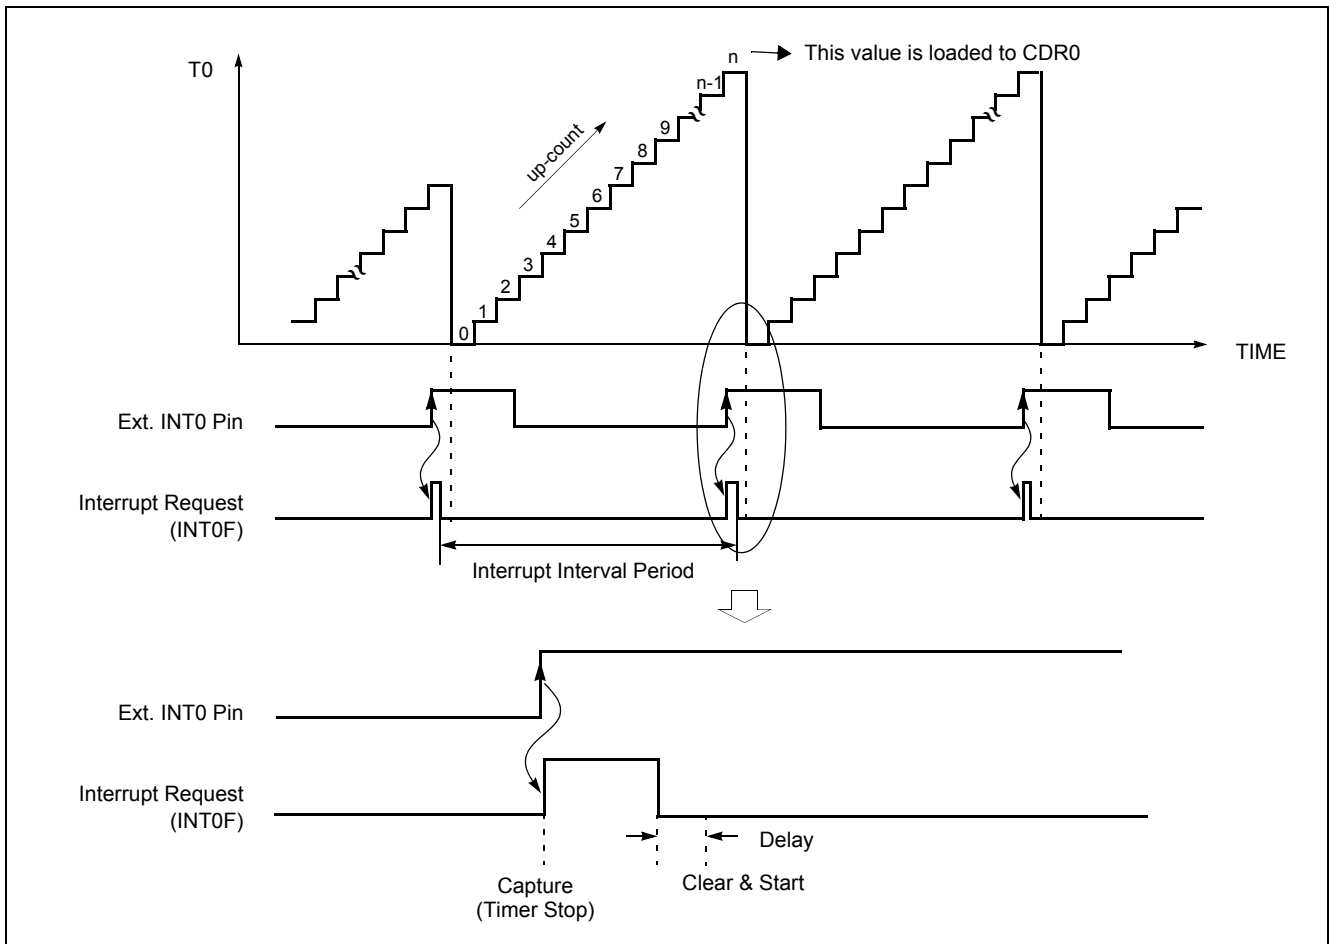 T0
n
This value is loaded to CDR0
n-1
9
8
7
6
5
4
3
2
1
0
up-count
TIME
Ext. INT0 Pin
Interrupt Request
(INT0F)
Interrupt Interval Period
Ext. INT0 Pin
Interrupt Request
(INT0F)
Delay
Capture
(Timer Stop)
Clear & Start